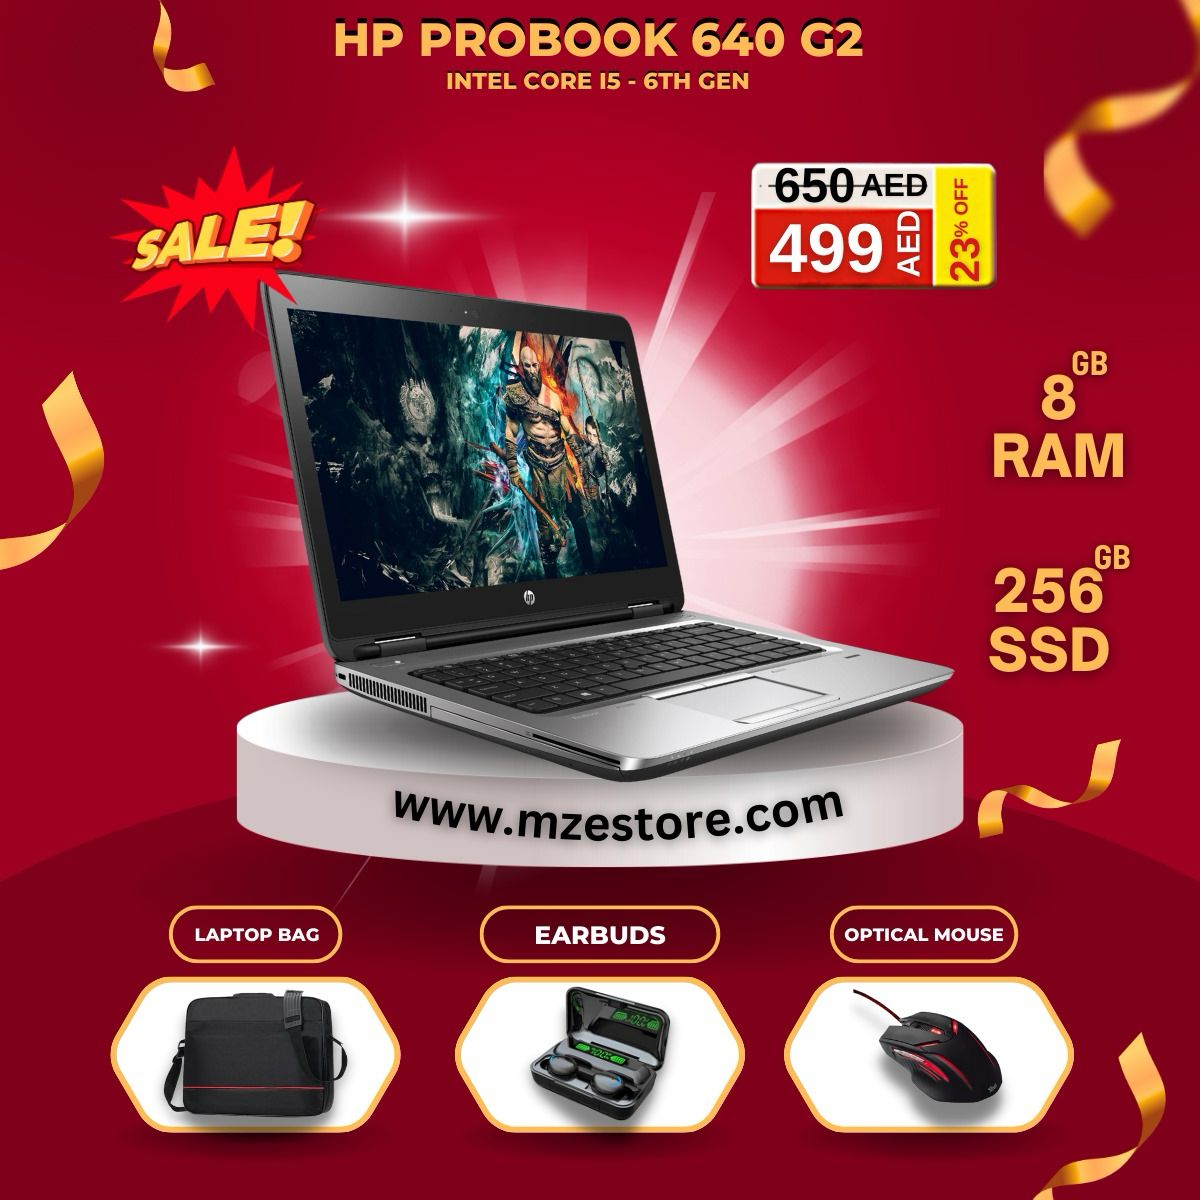 HP PROBOOK 640 G2
INTEL CORE I5 - 6TH GEN
SALE!
650 AED
499 AED
23% OFF
8 GB
RAM
256 GB
SSD
hp
www.mzestore.com
LAPTOP BAG
EARBUDS
OPTICAL MOUSE